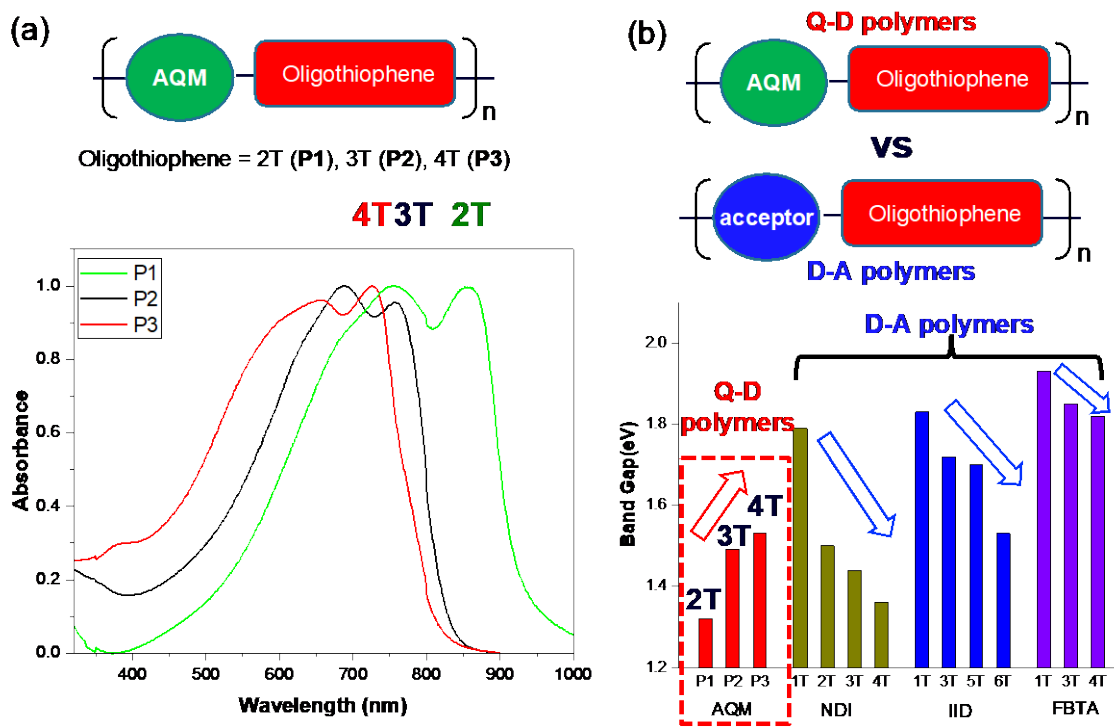 (a)
AQM
Oligothiophene
n
Oligothiophene = 2T (P1), 3T (P2), 4T (P3)
4T 3T 2T
P1
P2
P3
Absorbance
1.0
0.8
0.6
0.4
0.2
0.0
400 500 600 700 800 900 1000
Wavelength (nm)
(b)
Q-D polymers
AQM
Oligothiophene
n
VS
acceptor
Oligothiophene
n
D-A polymers
D-A polymers
Q-D
polymers
Band Gap(eV)
2.0
1.8
1.6
1.4
1.2
2T
3T
4T
P1 P2 P3 1T 2T 3T 4T 1T 3T 5T 6T 1T 3T 4T
AQM NDI IID FBTA